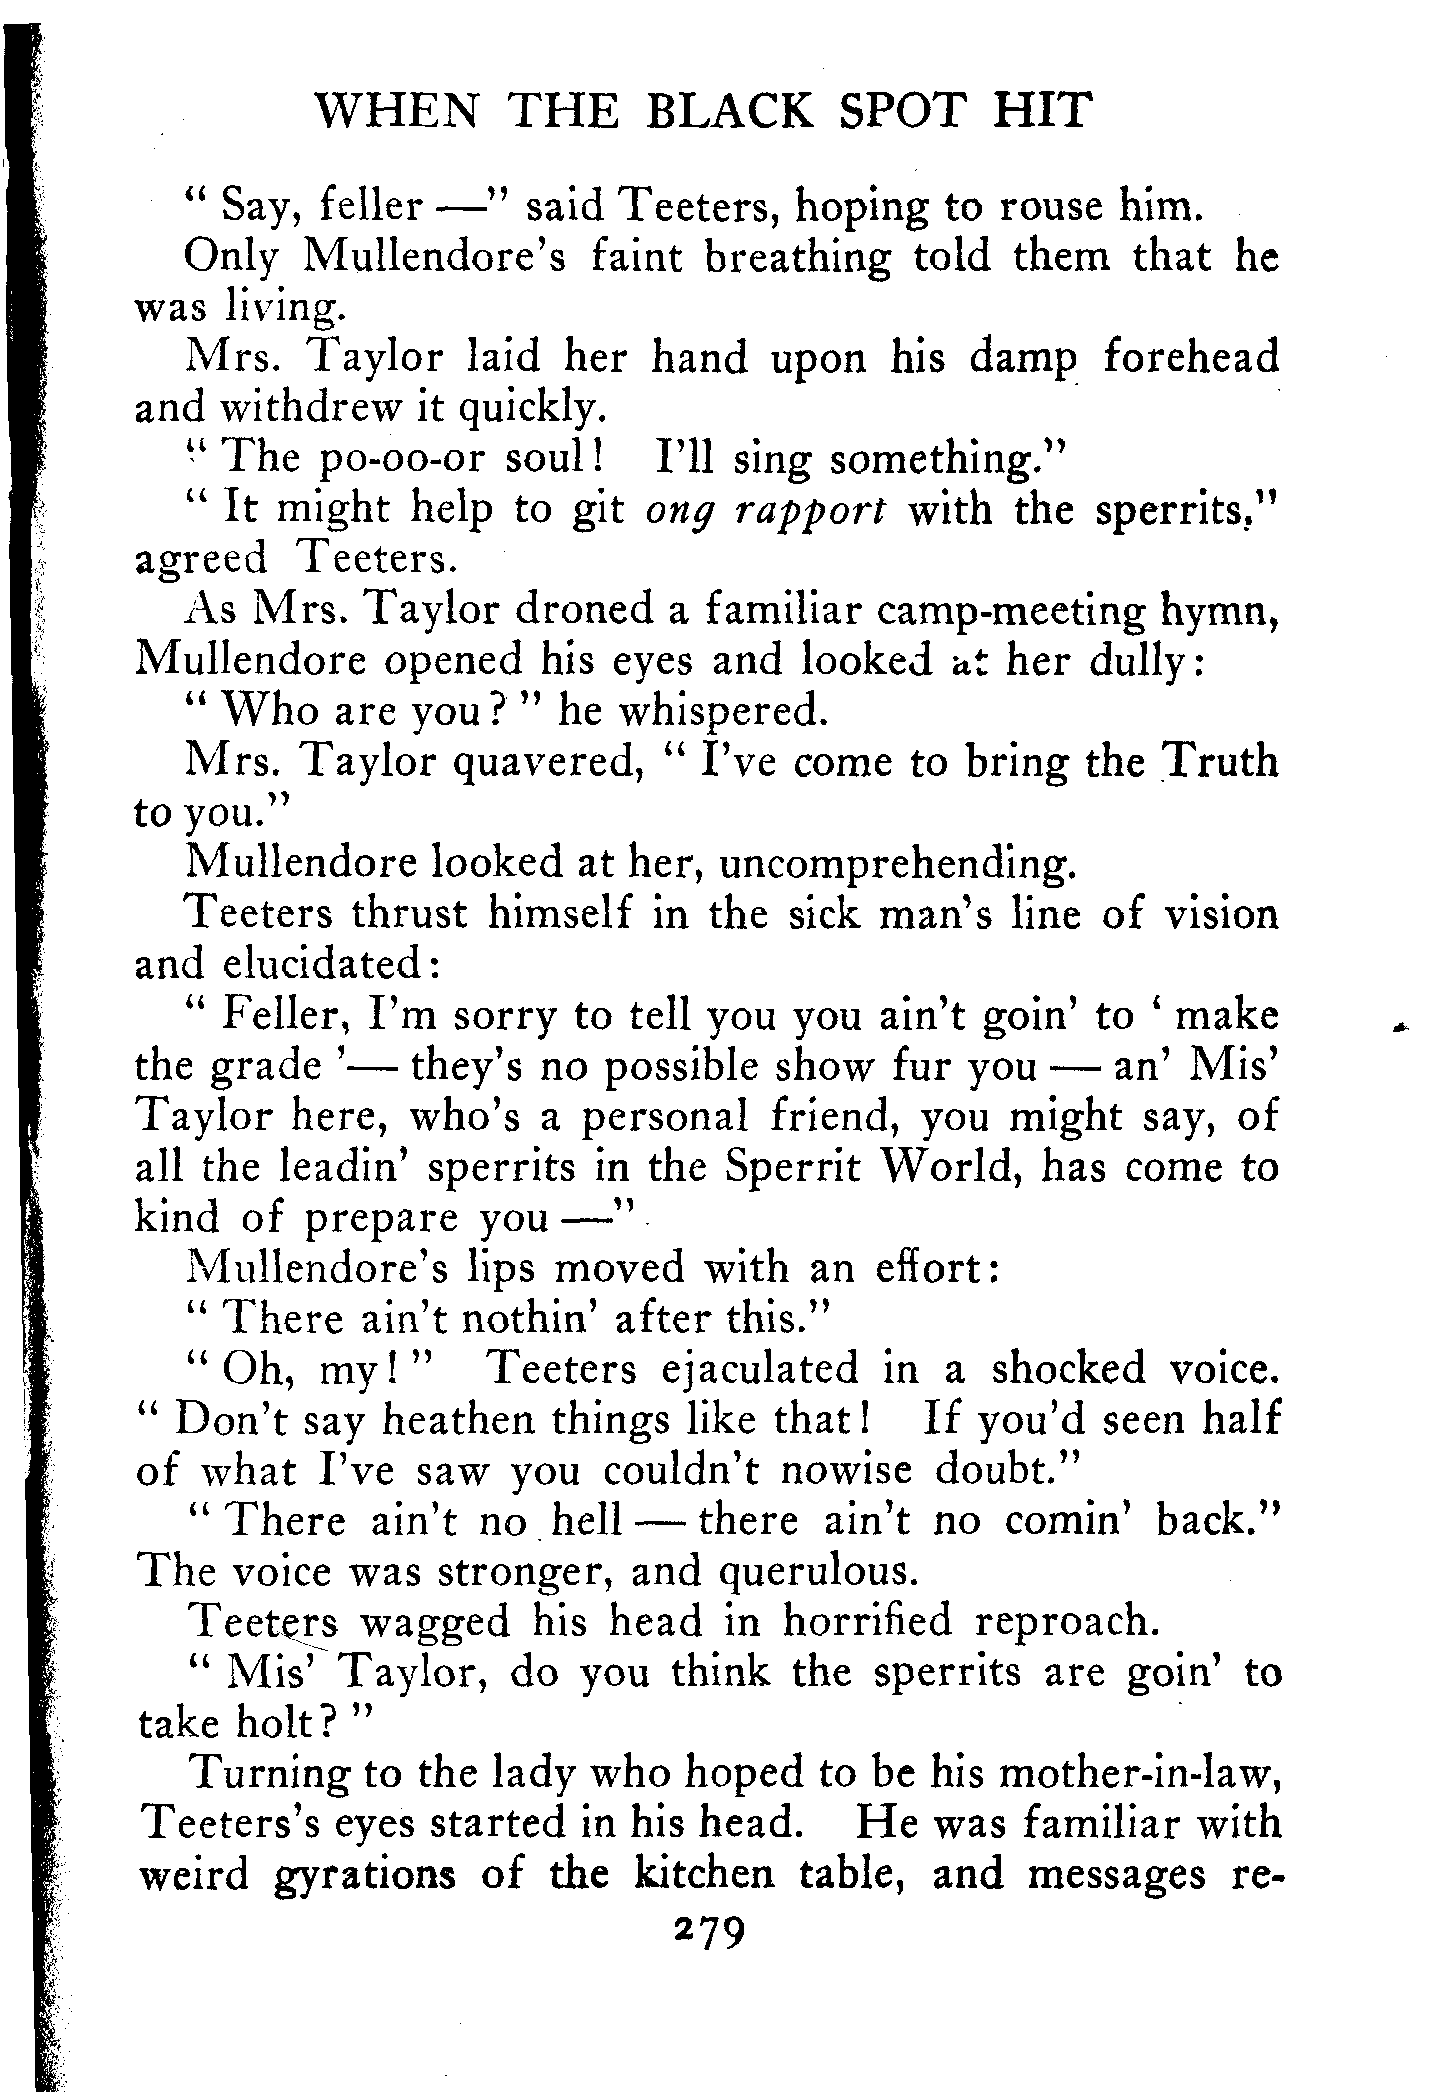 WHEN THE BLACK SPOT HIT
“ Say, feller —” said Teeters, hoping to rouse him.
Only Mullendore’s faint breathing told them that he
was living.
Mrs. Taylor laid her hand upon his damp forehead
and withdrew it quickly.
“ The po-oo-or soul! I’ll sing something.”
“ It might help to git ong rapport with the sperrits,”
agreed Teeters.
As Mrs. Taylor droned a familiar camp-meeting hymn,
Mullendore opened his eyes and looked at her dully:
“ Who are you? ” he whispered.
Mrs. Taylor quavered, “ I’ve come to bring the Truth
to you.”
Mullendore looked at her, uncomprehending.
Teeters thrust himself in the sick man’s line of vision
and elucidated:
“ Feller, I’m sorry to tell you you ain’t goin’ to ‘ make
the grade ’— they’s no possible show fur you — an’ Mis’
Taylor here, who’s a personal friend, you might say, of
all the leadin’ sperrits in the Sperrit World, has come to
kind of prepare you —”
Mullendore’s lips moved with an effort:
“ There ain’t nothin’ after this.”
“ Oh, my! ” Teeters ejaculated in a shocked voice.
“ Don’t say heathen things like that! If you’d seen half
of what I’ve saw you couldn’t nowise doubt.”
“ There ain’t no hell — there ain’t no comin’ back.”
The voice was stronger, and querulous.
Teeters wagged his head in horrified reproach.
“ Mis’ Taylor, do you think the sperrits are goin’ to
take holt? ”
Turning to the lady who hoped to be his mother-in-law,
Teeters’s eyes started in his head. He was familiar with
weird gyrations of the kitchen table, and messages re-
279